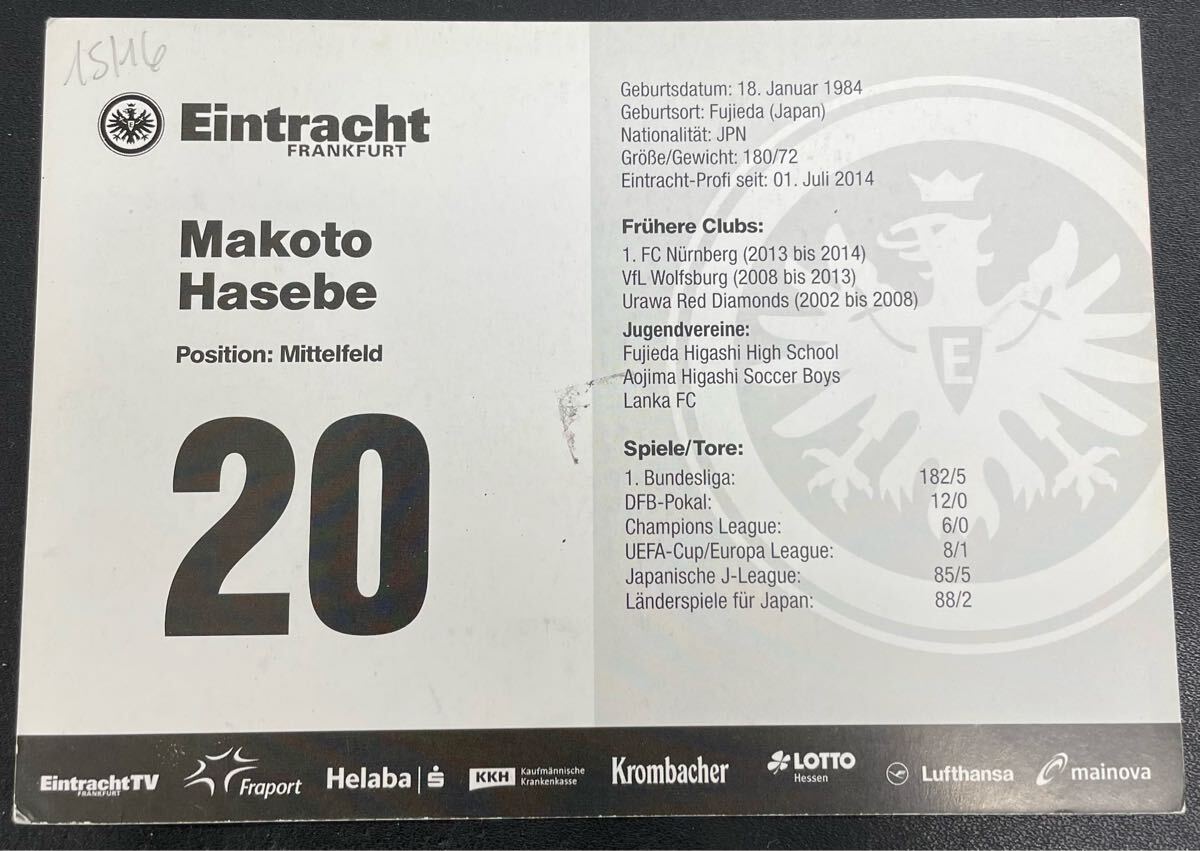 15/16
Eintracht
FRANKFURT
Makoto
Hasebe
Position: Mittelfeld
20
Geburtsdatum: 18. Januar 1984
Geburtsort: Fujieda (Japan)
Nationalität: JPN
Größe/Gewicht: 180/72
Eintracht-Profi seit: 01. Juli 2014
Frühere Clubs:
1. FC Nürnberg (2013 bis 2014)
VfL Wolfsburg (2008 bis 2013)
Urawa Red Diamonds (2002 bis 2008)
Jugendvereine:
Fujieda Higashi High School
Aojima Higashi Soccer Boys
Lanka FC
Spiele/Tore:
1. Bundesliga: 182/5
DFB-Pokal: 12/0
Champions League: 6/0
UEFA-Cup/Europa League: 8/1
Japanische J-League: 85/5
Länderspiele für Japan: 88/2
E
EintrachtTV
FRANKFURT
Fraport
Helaba
KKH
Kaufmännische
Krankenkasse
Krombacher
LOTTO
Hessen
Lufthansa
mainova